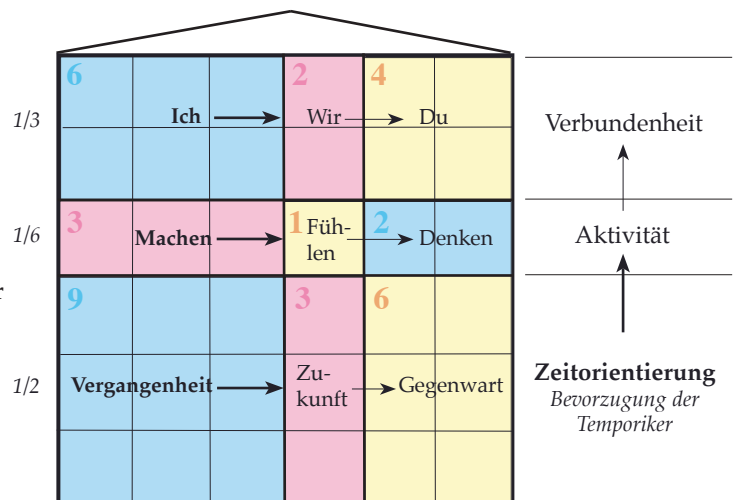 6 2 4
1/3 Ich Wir Du Verbundenheit
3 1 2
1/6 Machen Füh-
len Denken Aktivität
r
9 3 6
1/2 Vergangenheit Zu-
kunft Gegenwart Zeitorientierung
Bevorzugung der
Temporiker